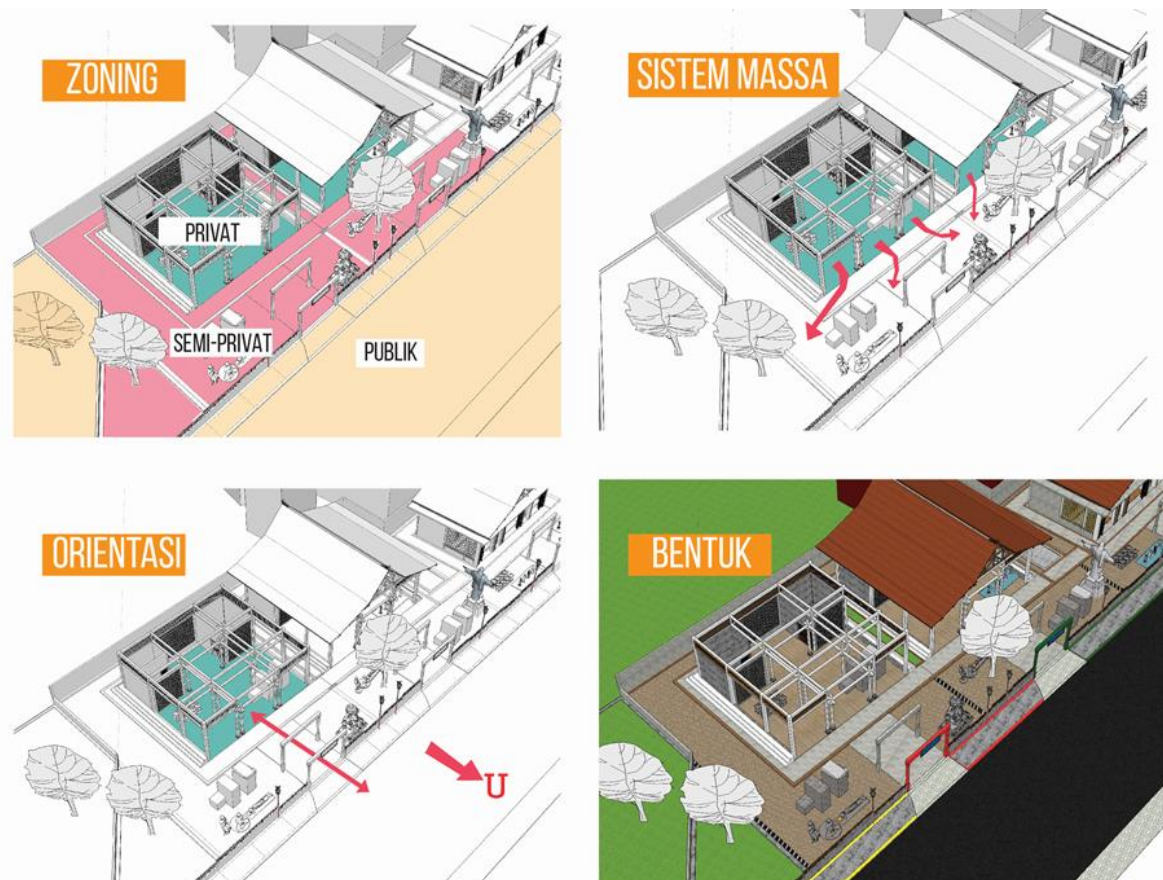 ZONING
PRIVAT
SEMI-PRIVAT
PUBLIK
SISTEM MASSA
ORIENTASI
U
BENTUK